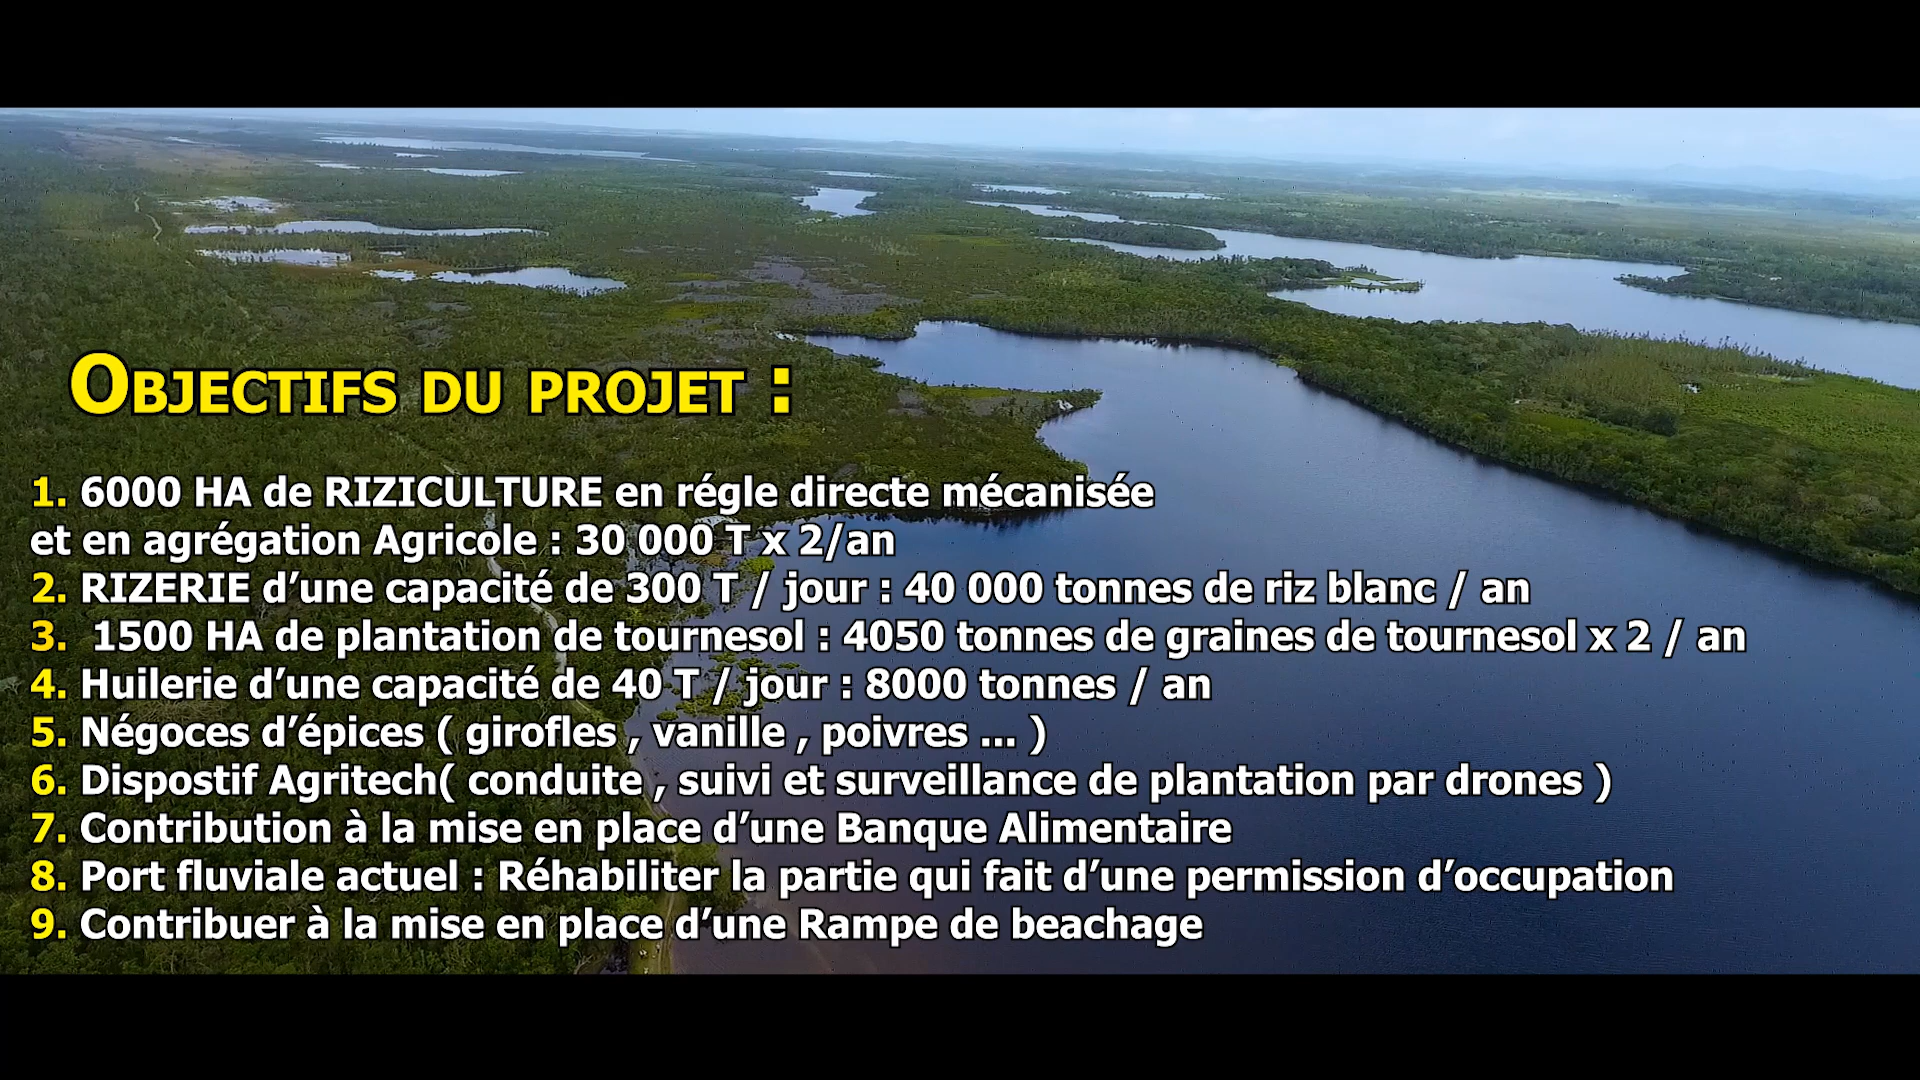 OBJECTIFS DU PROJET :
1. 6000 HA de RIZICULTURE en régle directe mécanisée
et en agrégation Agricole : 30 000 T x 2/an
2. RIZERIE d’une capacité de 300 T / jour : 40 000 tonnes de riz blanc / an
3. 1500 HA de plantation de tournesol : 4050 tonnes de graines de tournesol x 2 / an
4. Huilerie d’une capacité de 40 T / jour : 8000 tonnes / an
5. Négoces d’épices ( girofles , vanille , poivres ... )
6. Dispostif Agritech( conduite , suivi et surveillance de plantation par drones )
7. Contribution à la mise en place d’une Banque Alimentaire
8. Port fluviale actuel : Réhabiliter la partie qui fait d’une permission d’occupation
9. Contribuer à la mise en place d’une Rampe de beachage